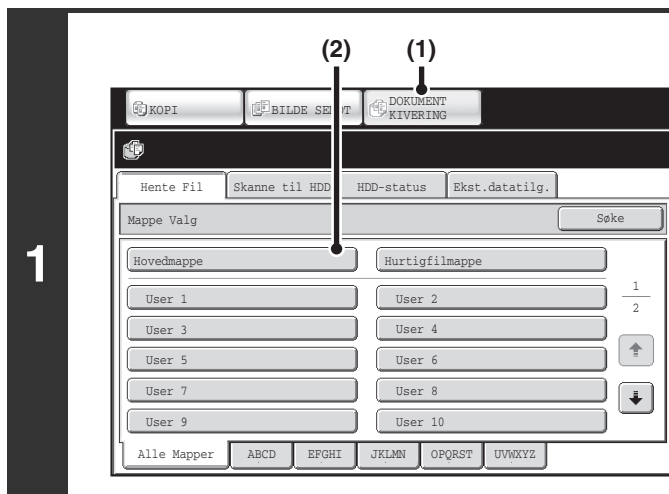 1
(2) (1)
KOPI
BILDE SENDT
DOKUMENT
KIVERING
Hente Fil
Skanne til HDD
HDD-status
Ekst.datatilg.
Mappe Valg
Søke
Hovedmappe
Hurtigfilmappe
User 1
User 2
1
2
User 3
User 4
User 5
User 6
User 7
User 8
User 9
User 10
Alle Mapper
ABCD
EFGHI
JKLMN
OPQRST
UVWXYZ